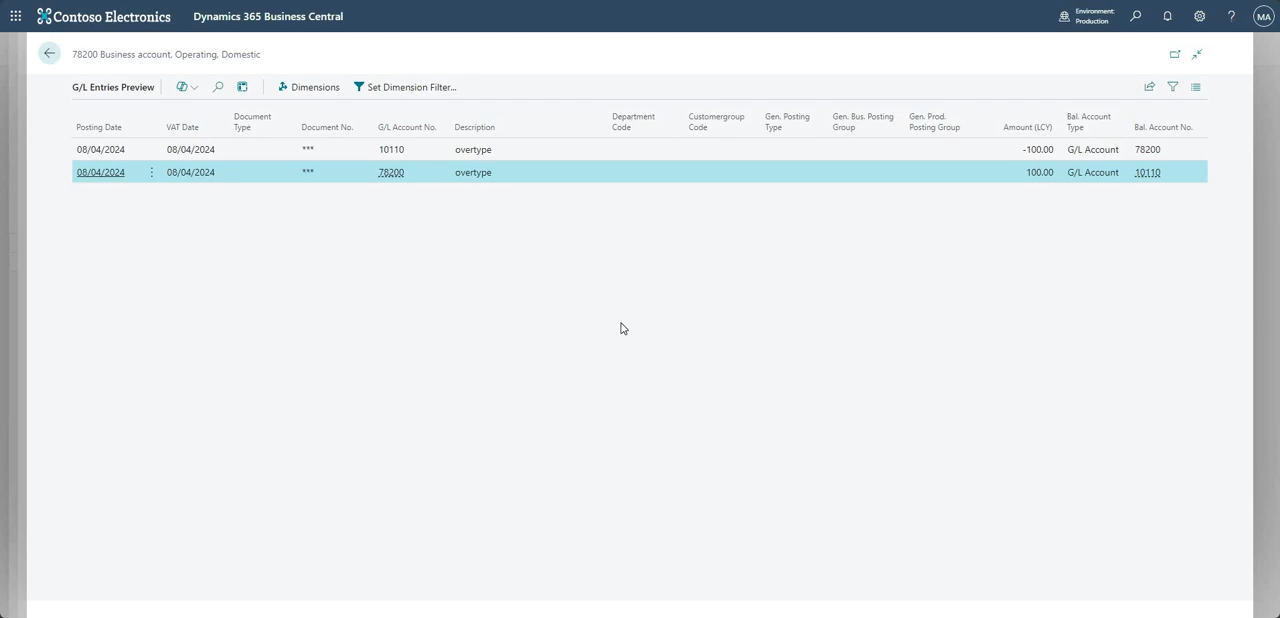 Contoso Electronics Dynamics 365 Business Central Environment: Production ? MA
78200 Business account, Operating, Domestic
G/L Entries Preview Dimensions Set Dimension Filter...
Posting Date VAT Date Document Type Document No. G/L Account No. Description Department Code Customergroup Code Gen. Posting Type Gen. Bus. Posting Group Gen. Prod. Posting Group Amount (LCY) Bal. Account Type Bal. Account No.
08/04/2024 08/04/2024 *** 10110 overtype -100.00 G/L Account 78200
08/04/2024 08/04/2024 *** 78200 overtype 100.00 G/L Account 10110